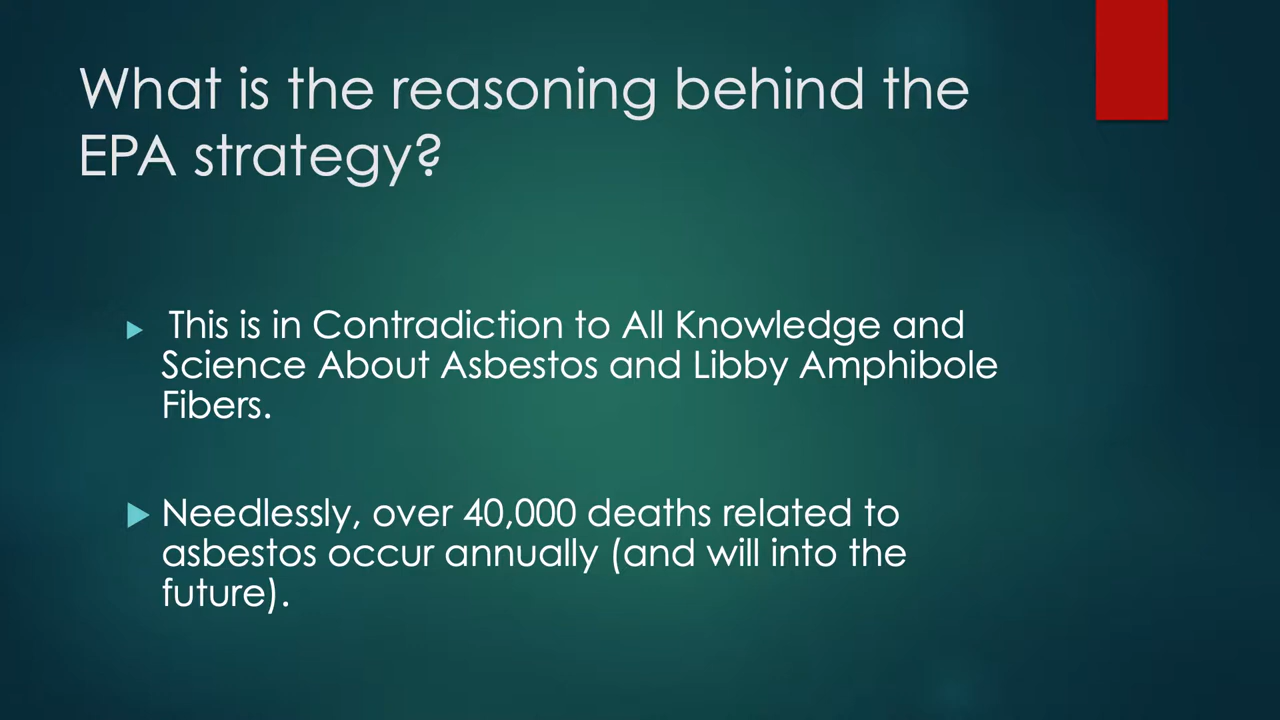 What is the reasoning behind the
EPA strategy?
This is in Contradiction to All Knowledge and
Science About Asbestos and Libby Amphibole
Fibers.
Needlessly, over 40,000 deaths related to
asbestos occur annually (and will into the
future).